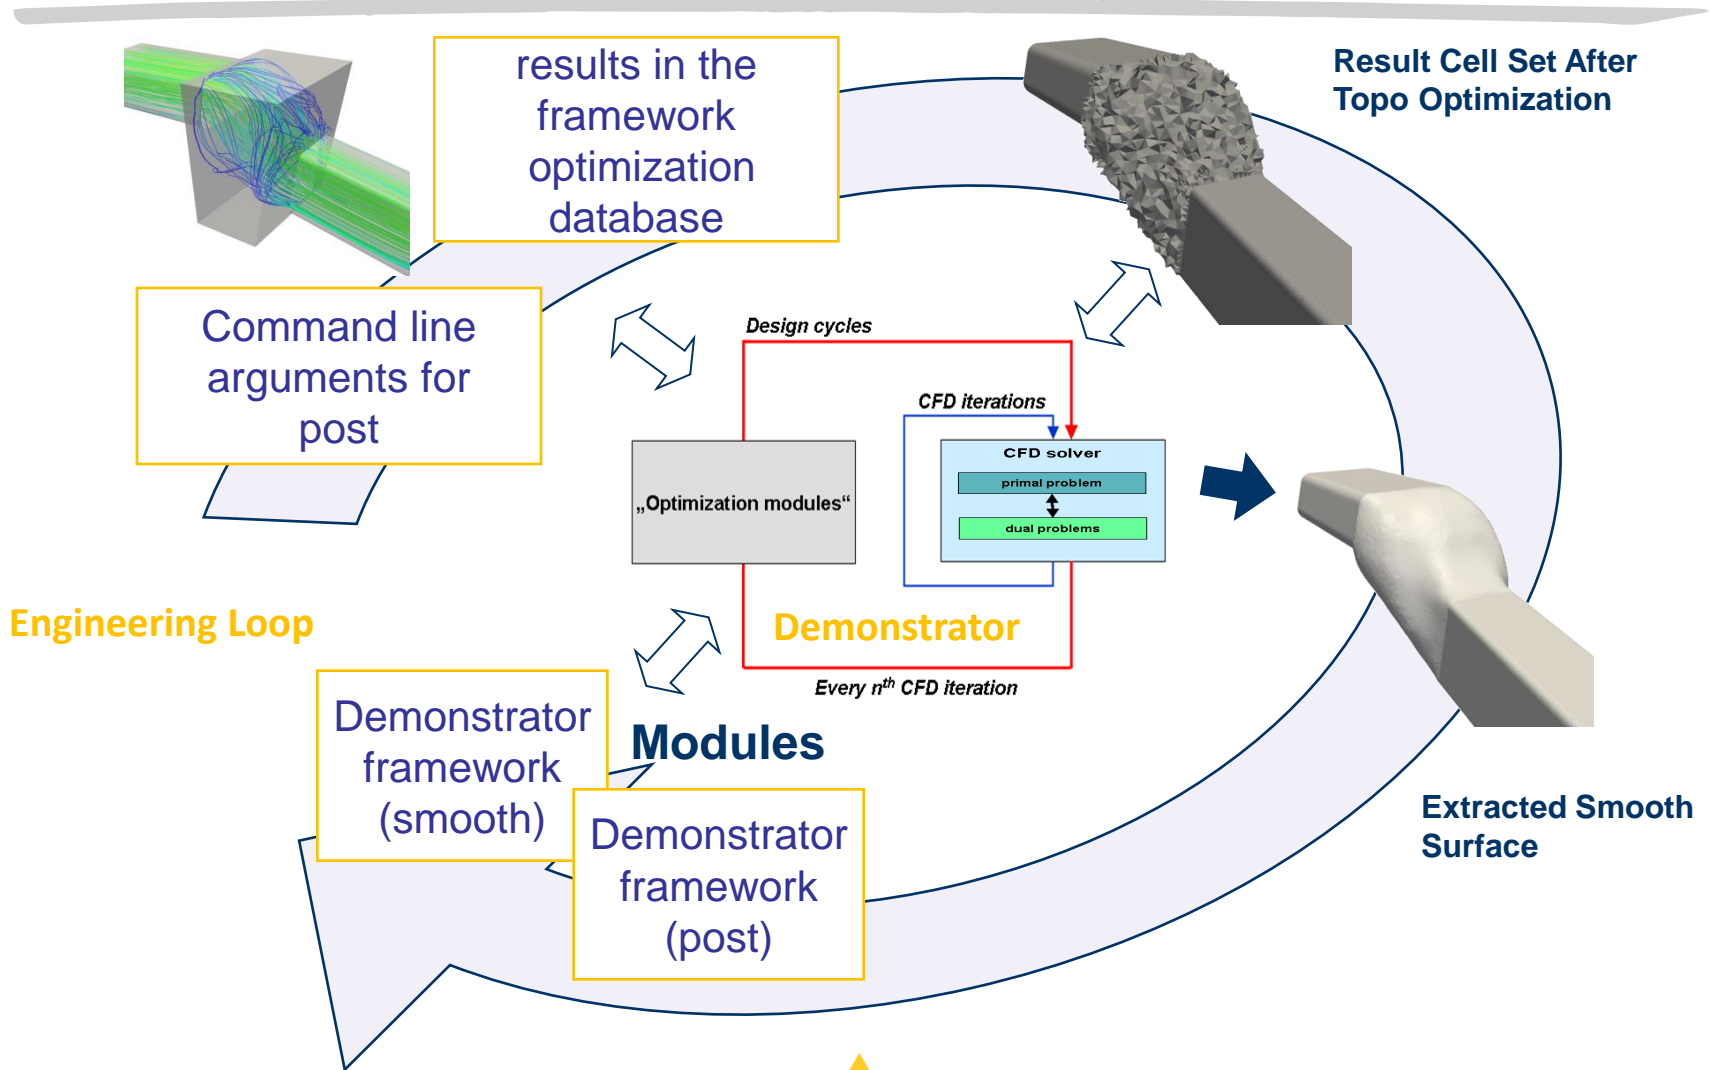 results in the
framework
optimization
database
Result Cell Set After
Topo Optimization
Command line
arguments for
post
Design cycles
CFD iterations
CFD solver
primal problem
dual problems
„Optimization modules“
Engineering Loop
Demonstrator
Every nth CFD iteration
Modules
Demonstrator
framework
(smooth)
Demonstrator
framework
(post)
Extracted Smooth
Surface